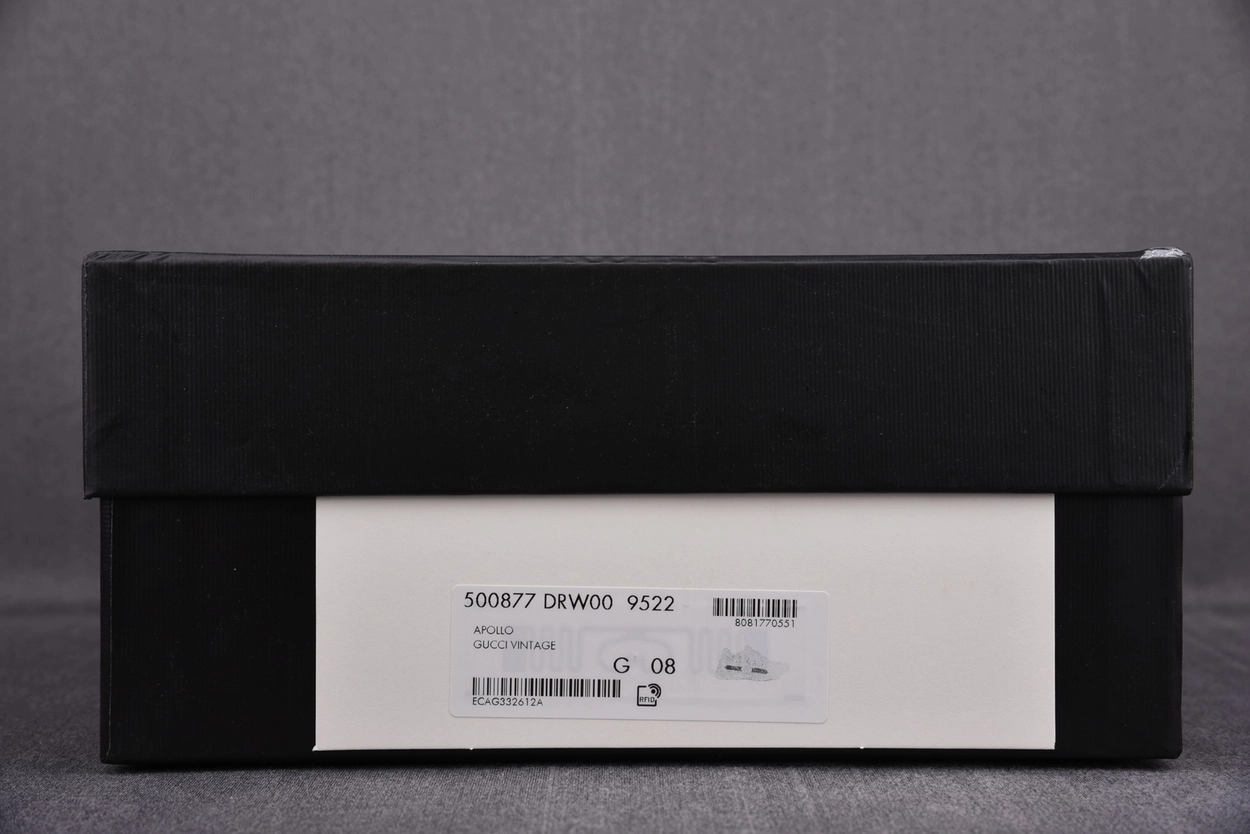 500877 DRW00 9522
8081770551
APOLLO
GUCCI VINTAGE
G 08
ECAG332612A
RFID